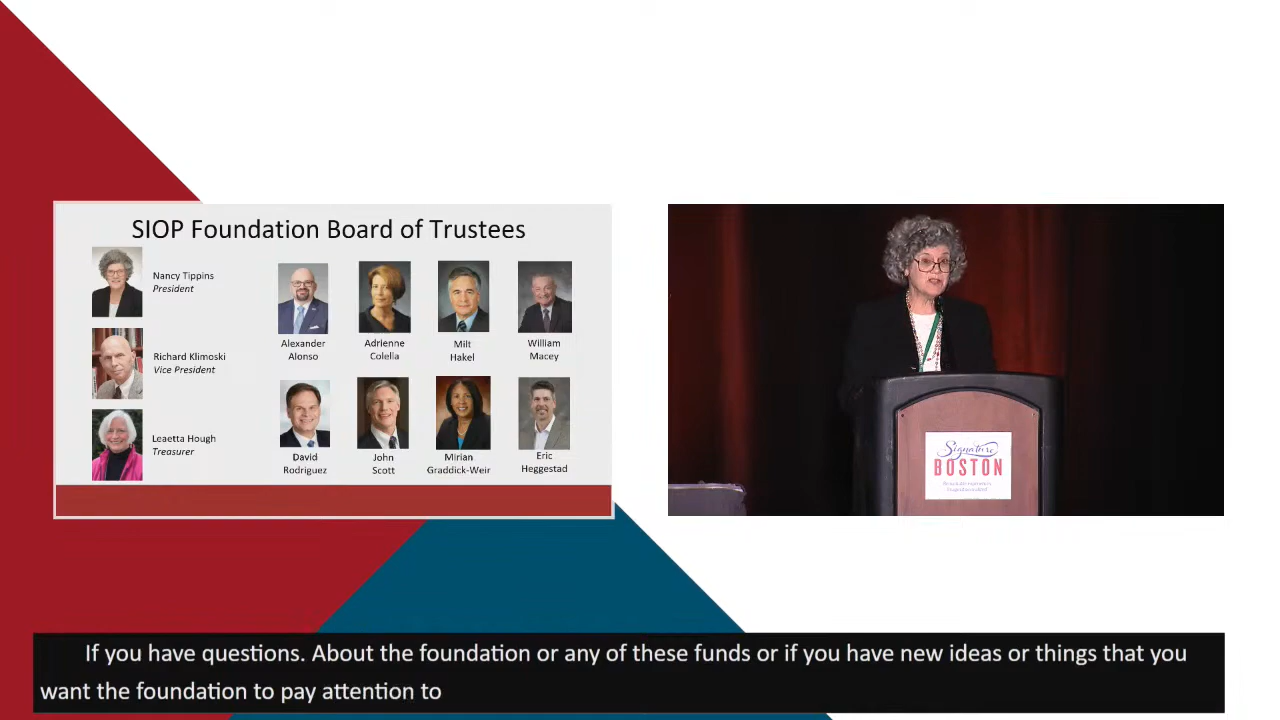 SIOP Foundation Board of Trustees
Nancy Tippins
President
Richard Klimoski
Vice President
Leaetta Hough
Treasurer
Alexander
Alonso
Adrienne
Colella
Milt
Hakel
William
Macey
David
Rodriguez
John
Scott
Mirian
Graddick-Weir
Eric
Heggestad
Signature
BOSTON
If you have questions. About the foundation or any of these funds or if you have new ideas or things that you
want the foundation to pay attention to